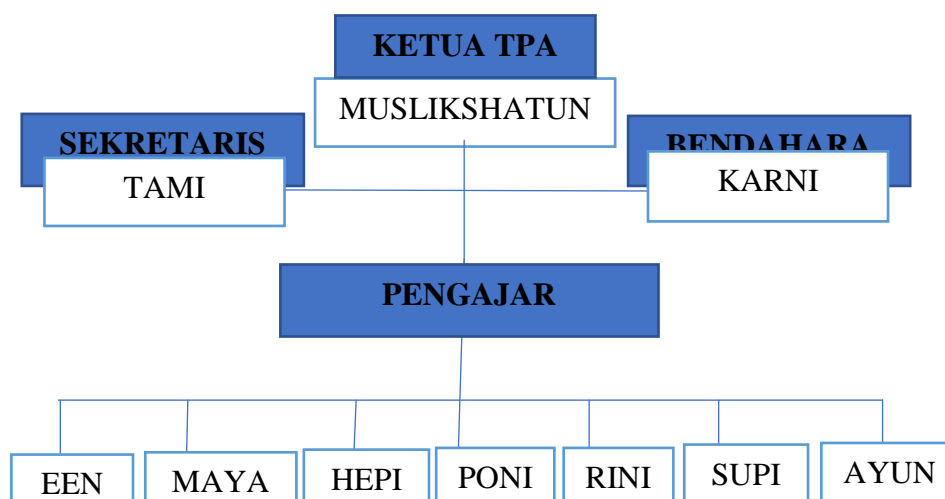 KETUA TPA
MUSLIKSHATUN
SEKRETARIS
TAMI
BENDAHARA
KARNI
PENGAJAR
EEN
MAYA
HEPI
PONI
RINI
SUPI
AYUN